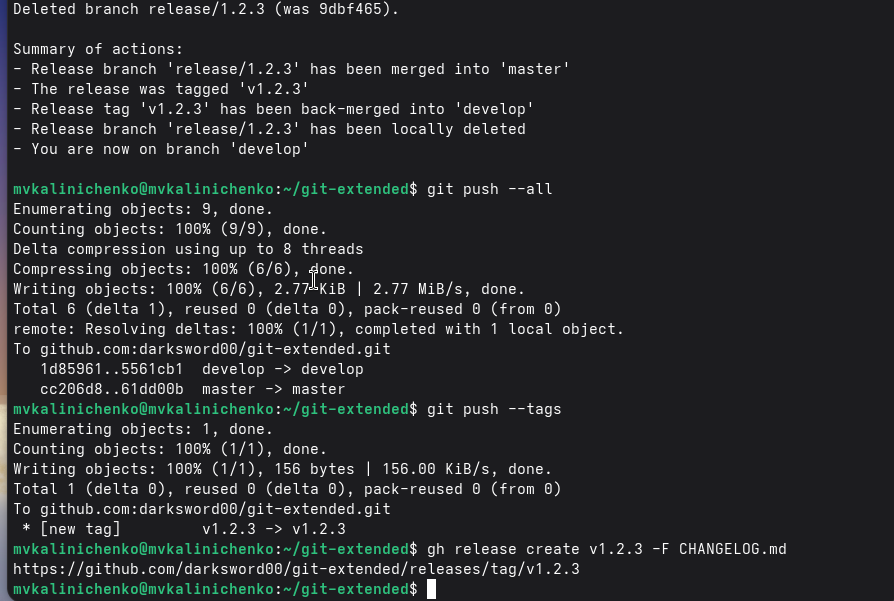 Deleted branch release/1.2.3 (was 9dbf465).
Summary of actions:
- Release branch 'release/1.2.3' has been merged into 'master'
- The release was tagged 'v1.2.3'
- Release tag 'v1.2.3' has been back-merged into 'develop'
- Release branch 'release/1.2.3' has been locally deleted
- You are now on branch 'develop'
mvkalinichenko@mvkalinichenko:~/git-extended$ git push --all
Enumerating objects: 9, done.
Counting objects: 100% (9/9), done.
Delta compression using up to 8 threads
Compressing objects: 100% (6/6), done.
Writing objects: 100% (6/6), 2.77 KiB | 2.77 MiB/s, done.
Total 6 (delta 1), reused 0 (delta 0), pack-reused 0 (from 0)
remote: Resolving deltas: 100% (1/1), completed with 1 local object.
To github.com:darksword00/git-extended.git
   1d85961..5561cb1  develop -> develop
   cc206d8..61dd00b  master -> master
mvkalinichenko@mvkalinichenko:~/git-extended$ git push --tags
Enumerating objects: 1, done.
Counting objects: 100% (1/1), done.
Writing objects: 100% (1/1), 156 bytes | 156.00 KiB/s, done.
Total 1 (delta 0), reused 0 (delta 0), pack-reused 0 (from 0)
To github.com:darksword00/git-extended.git
 * [new tag]         v1.2.3 -> v1.2.3
mvkalinichenko@mvkalinichenko:~/git-extended$ gh release create v1.2.3 -F CHANGELOG.md
https://github.com/darksword00/git-extended/releases/tag/v1.2.3
mvkalinichenko@mvkalinichenko:~/git-extended$